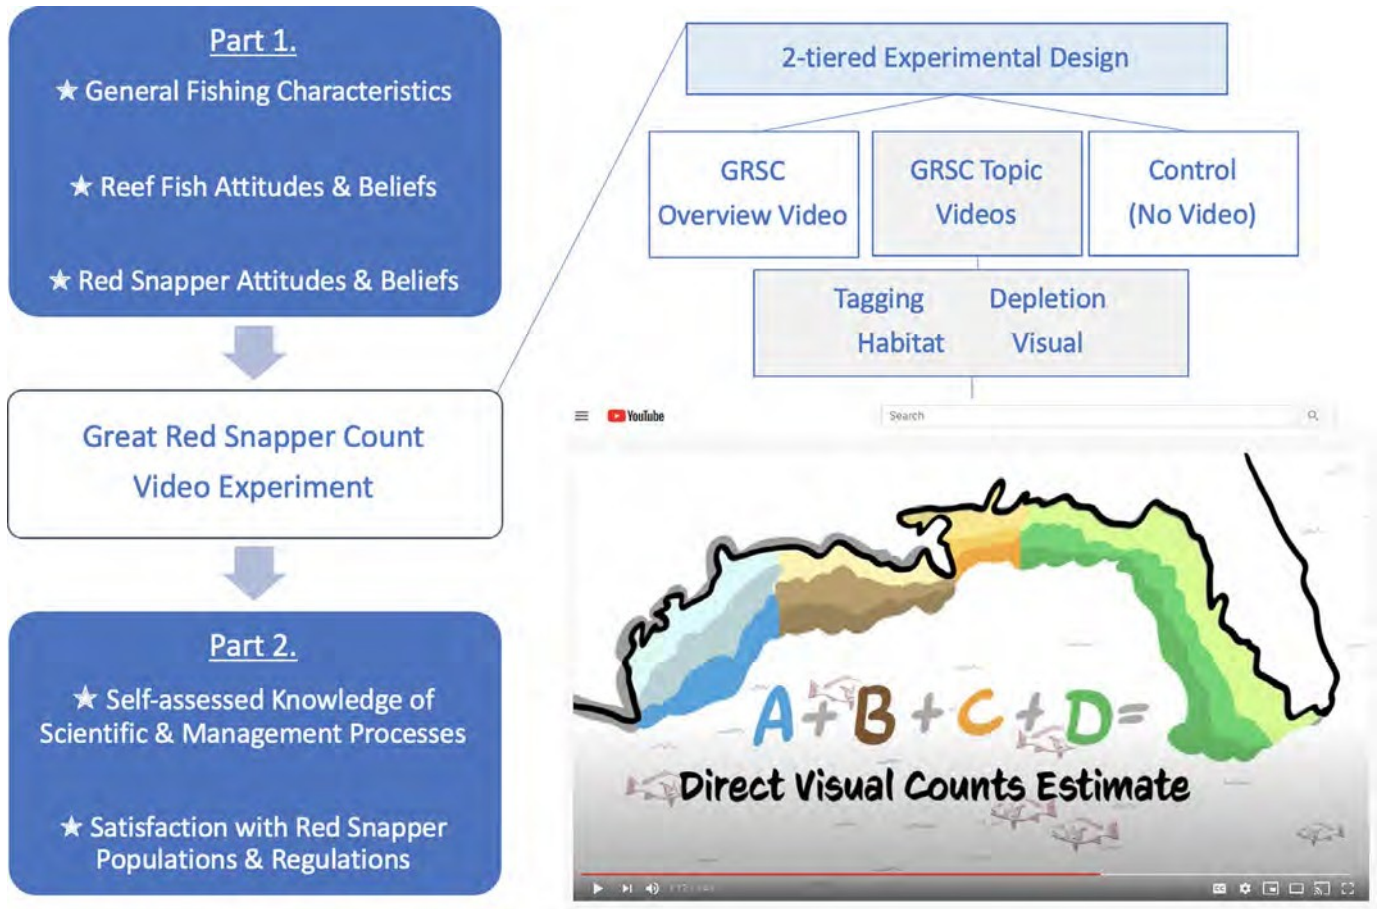 Part 1.
★ General Fishing Characteristics
★ Reef Fish Attitudes & Beliefs
★ Red Snapper Attitudes & Beliefs
Great Red Snapper Count
Video Experiment
Part 2.
★ Self-assessed Knowledge of
Scientific & Management Processes
★ Satisfaction with Red Snapper
Populations & Regulations
2-tiered Experimental Design
GRSC
Overview Video
GRSC Topic
Videos
Control
(No Video)
Tagging Depletion
Habitat Visual
YouTube
Search
A+B+C+D=
Direct Visual Counts Estimate